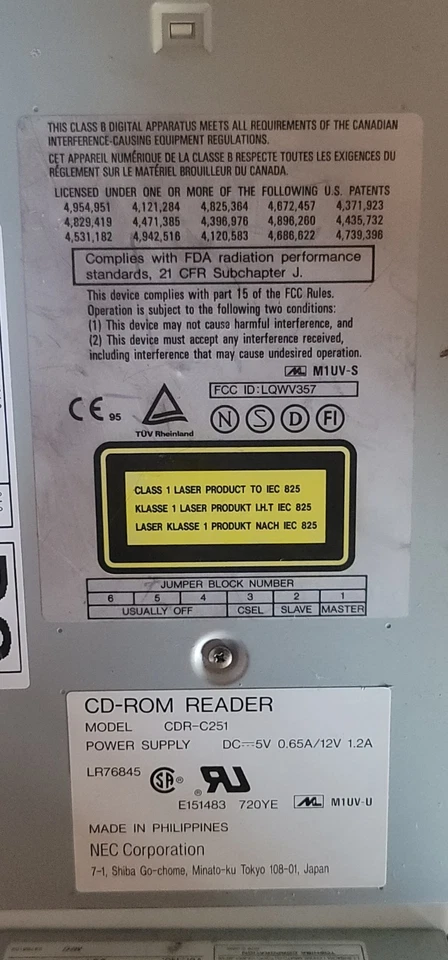 THIS CLASS B DIGITAL APPARATUS MEETS ALL REQUIREMENTS OF THE CANADIAN
INTERFERENCE-CAUSING EQUIPMENT REGULATIONS.
CET APPAREIL NUMÉRIQUE DE LA CLASSE B RESPECTE TOUTES LES EXIGENCES DU
RÈGLEMENT SUR LE MATÉRIEL BROUILLEUR DU CANADA.
LICENSED UNDER ONE OR MORE OF THE FOLLOWING U.S. PATENTS
4,954,951 4,121,284 4,825,364 4,672,457 4,371,923
4,829,419 4,471,385 4,396,976 4,896,260 4,435,732
4,531,182 4,942,516 4,120,583 4,686,622 4,739,396
Complies with FDA radiation performance
standards, 21 CFR Subchapter J.
This device complies with part 15 of the FCC Rules.
Operation is subject to the following two conditions:
(1) This device may not cause harmful interference, and
(2) This device must accept any interference received,
including interference that may cause undesired operation.
M1UV-S
FCC ID:LQWV357
CE 95
TÜV Rheinland
N S D FI
CLASS 1 LASER PRODUCT TO IEC 825
KLASSE 1 LASER PRODUKT I.H.T IEC 825
LASER KLASSE 1 PRODUKT NACH IEC 825
JUMPER BLOCK NUMBER
6 5 4 3 2 1
USUALLY OFF CSEL SLAVE MASTER
CD-ROM READER
MODEL CDR-C251
POWER SUPPLY DC⎓5V 0.65A/12V 1.2A
LR76845 SA® ®
E151483 720YE M1UV-U
MADE IN PHILIPPINES
NEC Corporation
7-1, Shiba Go-chome, Minato-ku Tokyo 108-01, Japan